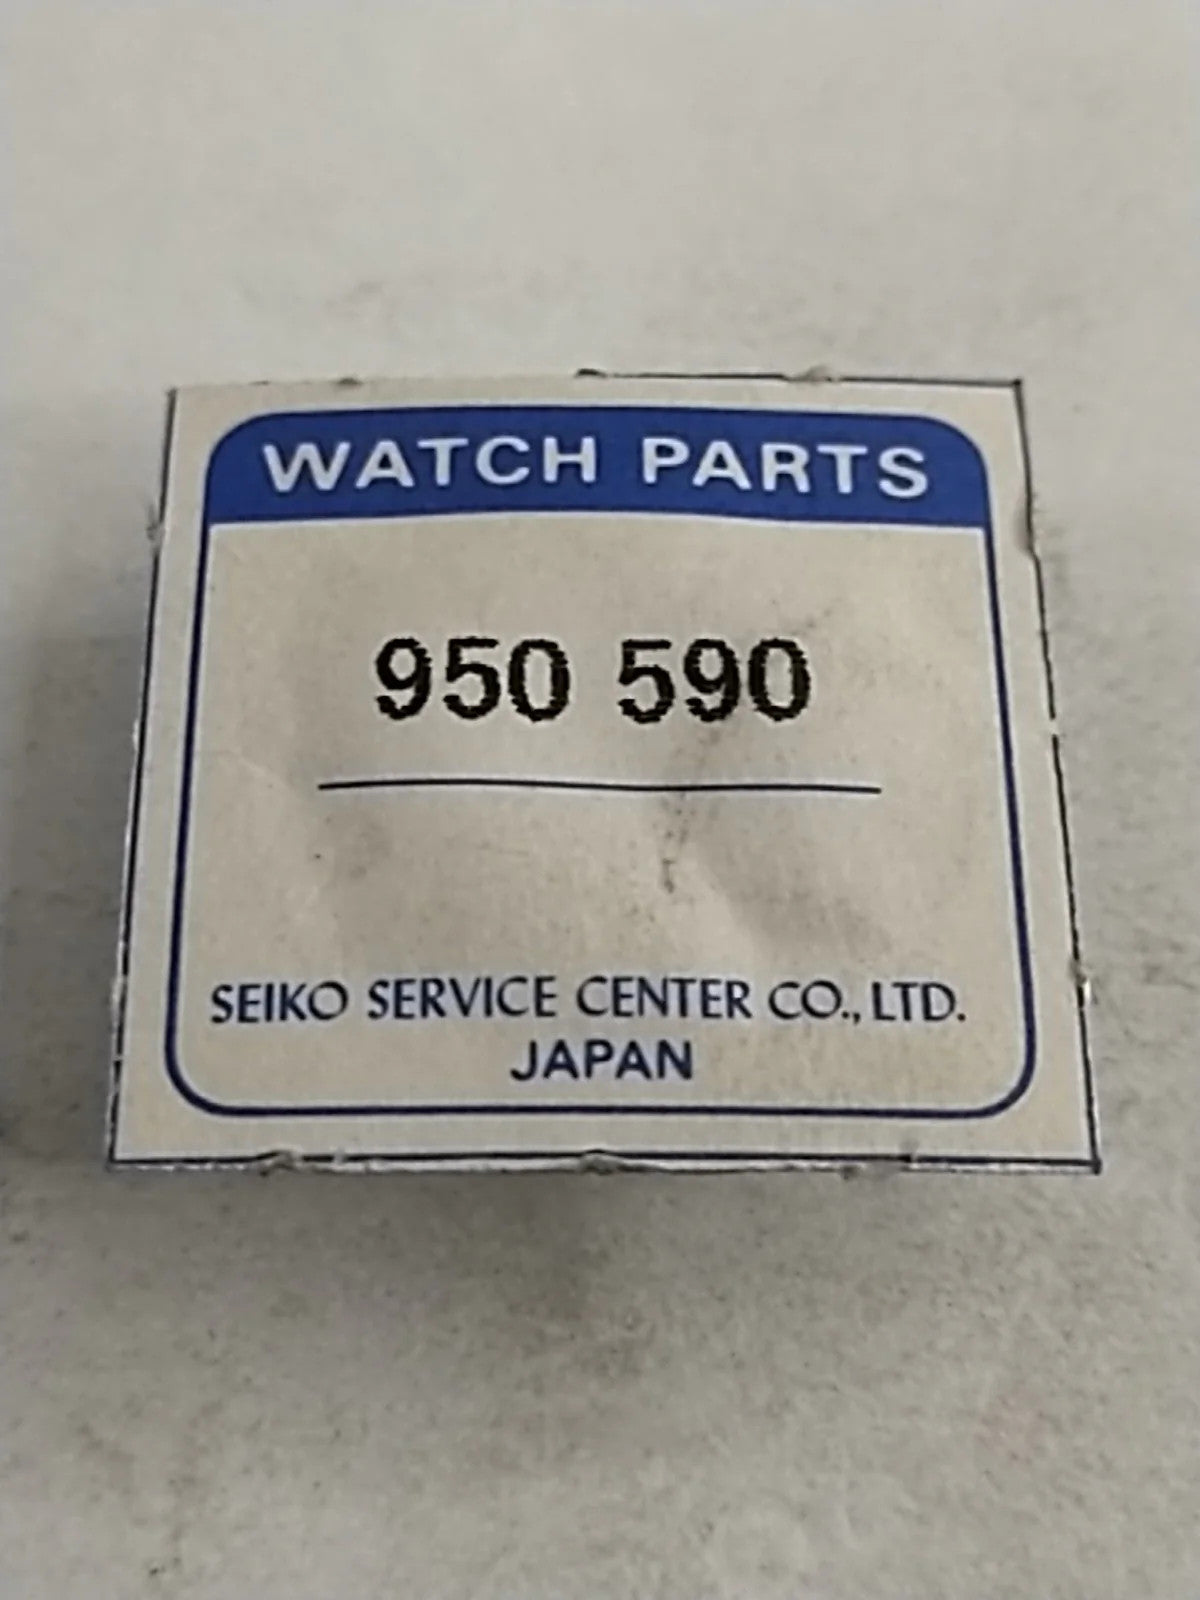 WATCH PARTS
950 590
SEIKO SERVICE CENTER CO., LTD.
JAPAN